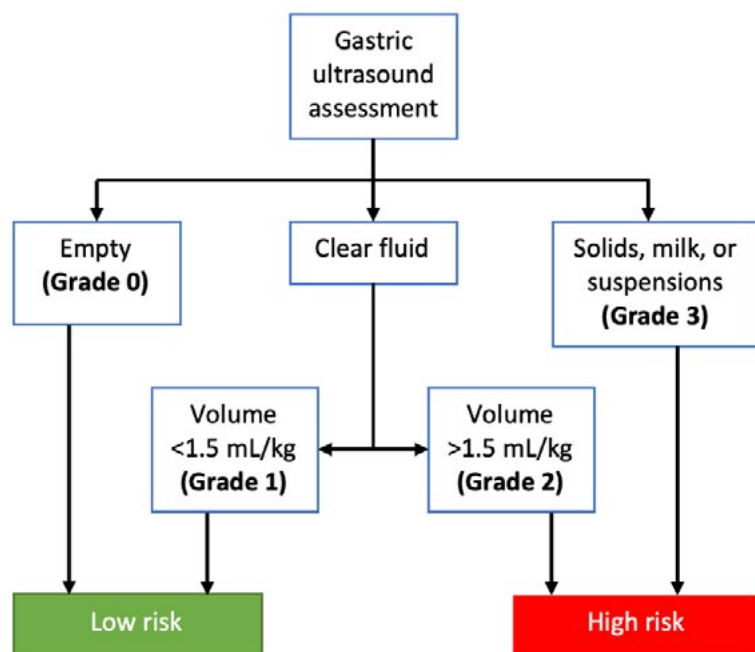 Gastric
ultrasound
assessment
Empty
(Grade 0)
Clear fluid
Solids, milk, or
suspensions
(Grade 3)
Volume
<1.5 mL/kg
(Grade 1)
Volume
>1.5 mL/kg
(Grade 2)
Low risk
High risk